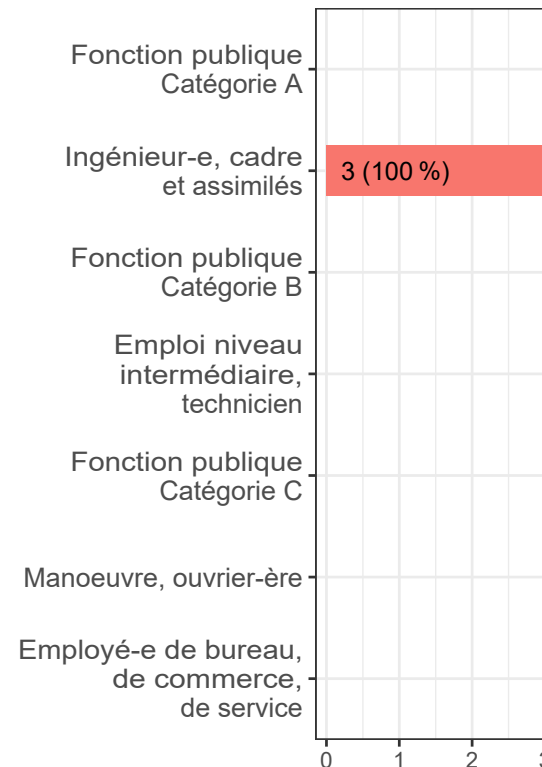 Fonction publique
Catégorie A
Ingénieur-e, cadre
et assimilés
3 (100 %)
Fonction publique
Catégorie B
Emploi niveau
intermédiaire,
technicien
Fonction publique
Catégorie C
Manoeuvre, ouvrier-ère
Employé-e de bureau,
de commerce,
de service
0 1 2 3